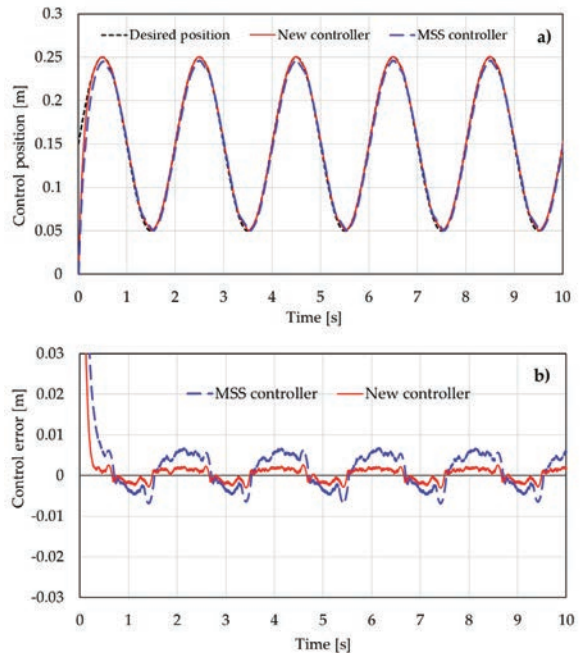 Desired position New controller MSS controller a)
0.3
0.25
0.2
0.15
0.1
0.05
0
Control position [m]
0 1 2 3 4 5 6 7 8 9 10
Time [s]
b)
MSS controller New controller
0.03
0.02
0.01
0
-0.01
-0.02
-0.03
Control error [m]
0 1 2 3 4 5 6 7 8 9 10
Time [s]